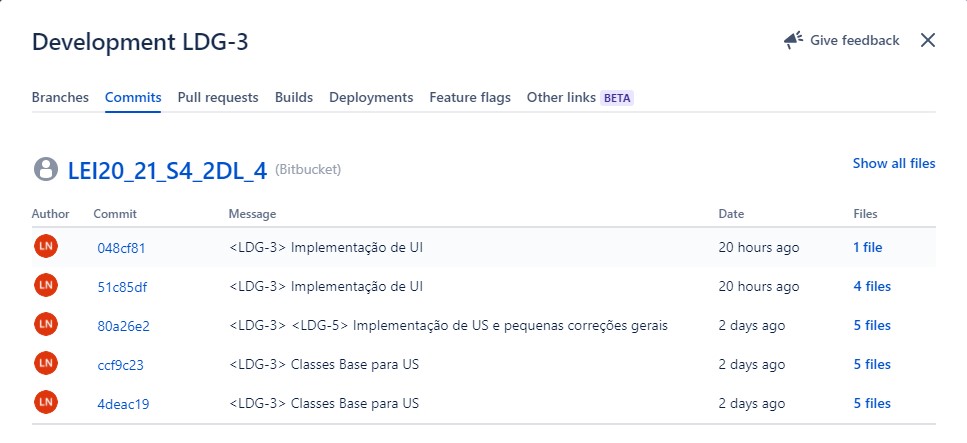 Development LDG-3
Give feedback
Branches Commits Pull requests Builds Deployments Feature flags Other links BETA
LEI20_21_S4_2DL_4 (Bitbucket) Show all files
Author Commit Message Date Files
LN 048cf81 <LDG-3> Implementação de UI 20 hours ago 1 file
LN 51c85df <LDG-3> Implementação de UI 20 hours ago 4 files
LN 80a26e2 <LDG-3> <LDG-5> Implementação de US e pequenas correções gerais 2 days ago 5 files
LN ccf9c23 <LDG-3> Classes Base para US 2 days ago 5 files
LN 4deac19 <LDG-3> Classes Base para US 2 days ago 5 files